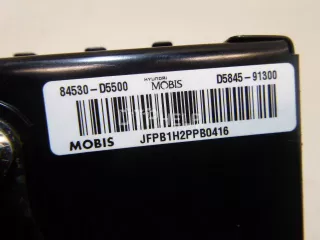 84530-D5500 HYUNDAI MOBIS D5845-91300
MOBIS JFPB1H2PPB0416